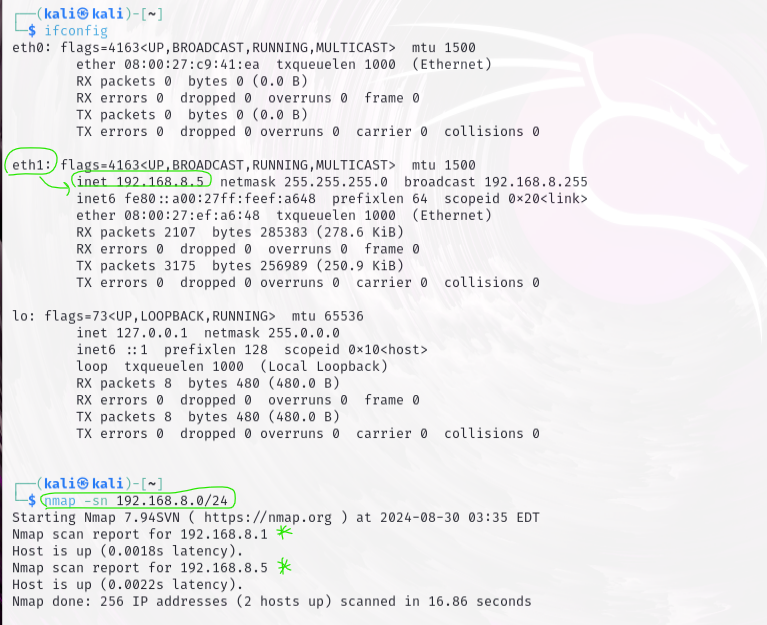 (kali㉿kali)-[~]
$ ifconfig
eth0: flags=4163<UP,BROADCAST,RUNNING,MULTICAST>  mtu 1500
ether 08:00:27:c9:41:ea  txqueuelen 1000  (Ethernet)
RX packets 0  bytes 0 (0.0 B)
RX errors 0  dropped 0  overruns 0  frame 0
TX packets 0  bytes 0 (0.0 B)
TX errors 0  dropped 0 overruns 0  carrier 0  collisions 0
eth1: flags=4163<UP,BROADCAST,RUNNING,MULTICAST>  mtu 1500
inet 192.168.8.5  netmask 255.255.255.0  broadcast 192.168.8.255
inet6 fe80::a00:27ff:feef:a648  prefixlen 64  scopeid 0×20<link>
ether 08:00:27:ef:a6:48  txqueuelen 1000  (Ethernet)
RX packets 2107  bytes 285383 (278.6 KiB)
RX errors 0  dropped 0  overruns 0  frame 0
TX packets 3175  bytes 256989 (250.9 KiB)
TX errors 0  dropped 0 overruns 0  carrier 0  collisions 0
lo: flags=73<UP,LOOPBACK,RUNNING>  mtu 65536
inet 127.0.0.1  netmask 255.0.0.0
inet6 ::1  prefixlen 128  scopeid 0×10<host>
loop  txqueuelen 1000  (Local Loopback)
RX packets 8  bytes 480 (480.0 B)
RX errors 0  dropped 0  overruns 0  frame 0
TX packets 8  bytes 480 (480.0 B)
TX errors 0  dropped 0 overruns 0  carrier 0  collisions 0
(kali㉿kali)-[~]
$ nmap -sn 192.168.8.0/24
Starting Nmap 7.94SVN ( https://nmap.org ) at 2024-08-30 03:35 EDT
Nmap scan report for 192.168.8.1
Host is up (0.0018s latency).
Nmap scan report for 192.168.8.5
Host is up (0.0022s latency).
Nmap done: 256 IP addresses (2 hosts up) scanned in 16.86 seconds